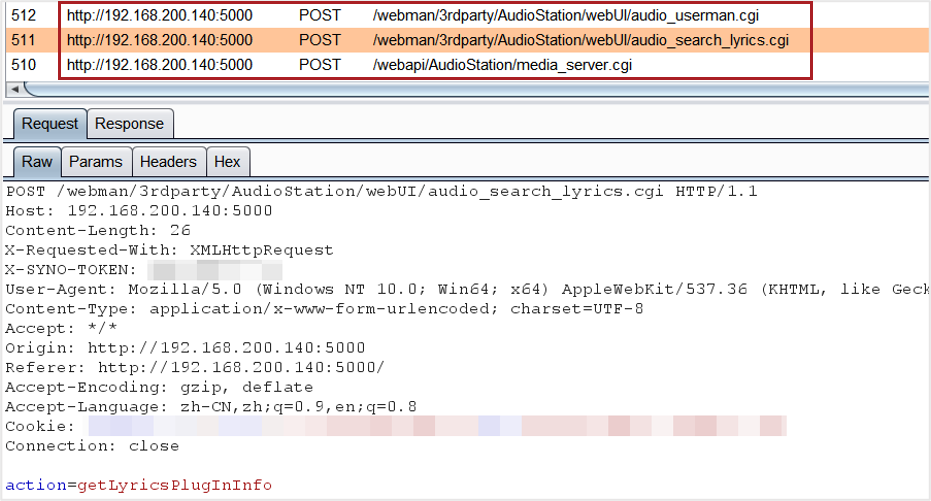 512 http://192.168.200.140:5000 POST /webman/3rdparty/AudioStation/webUI/audio_userman.cgi
511 http://192.168.200.140:5000 POST /webman/3rdparty/AudioStation/webUI/audio_search_lyrics.cgi
510 http://192.168.200.140:5000 POST /webapi/AudioStation/media_server.cgi
Request Response
Raw Params Headers Hex
POST /webman/3rdparty/AudioStation/webUI/audio_search_lyrics.cgi HTTP/1.1
Host: 192.168.200.140:5000
Content-Length: 26
X-Requested-With: XMLHttpRequest
X-SYNO-TOKEN:
User-Agent: Mozilla/5.0 (Windows NT 10.0; Win64; x64) AppleWebKit/537.36 (KHTML, like Geck
Content-Type: application/x-www-form-urlencoded; charset=UTF-8
Accept: */*
Origin: http://192.168.200.140:5000
Referer: http://192.168.200.140:5000/
Accept-Encoding: gzip, deflate
Accept-Language: zh-CN,zh;q=0.9,en;q=0.8
Cookie:
Connection: close
action=getLyricsPlugInInfo